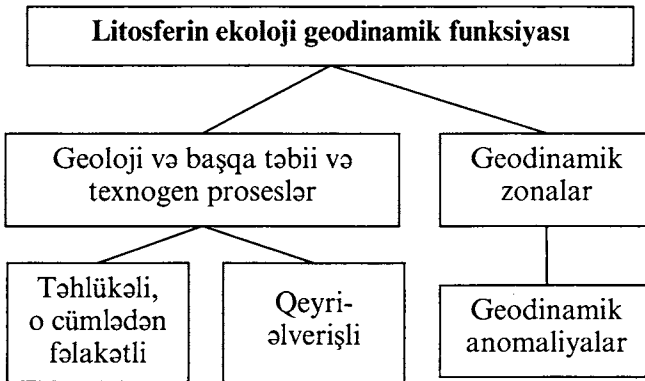 Litosferin ekoloji geodinamik funksiyası
Geoloji və başqa təbii və
texnogen proseslər
Geodinamik
zonalar
Təhlükəli,
o cümlədən
fəlakətli
Qeyri-
əlverişli
Geodinamik
anomaliyalar